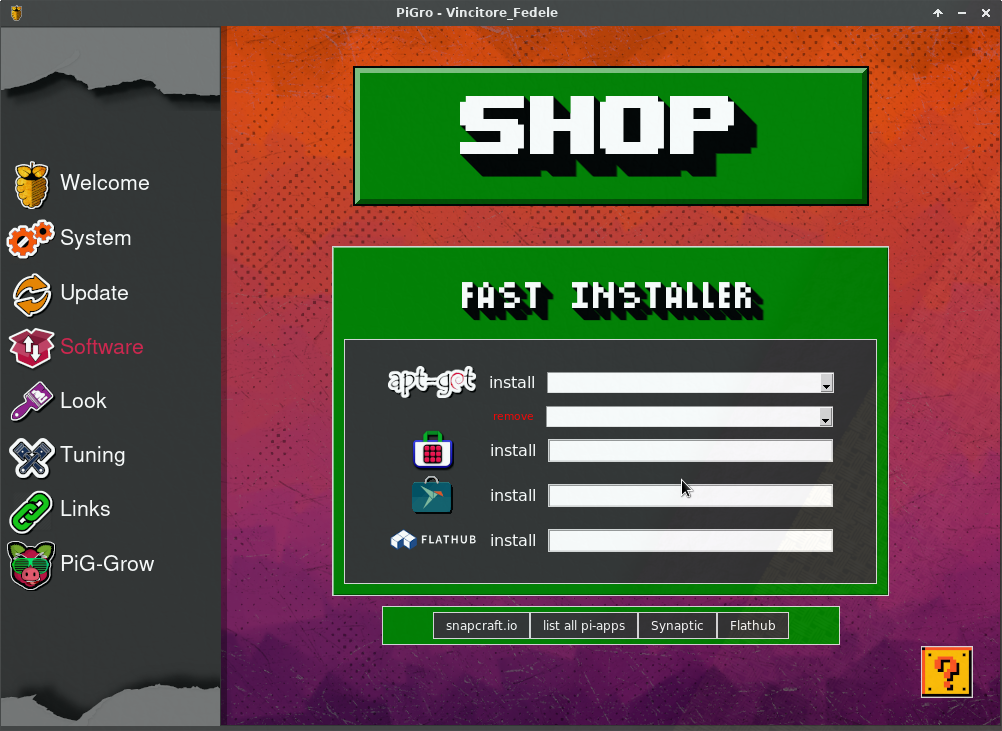 PiGro - Vincitore_Fedele
Welcome
System
Update
Software
Look
Tuning
Links
PiG-Grow
SHOP
FAST INSTALLER
apt-get install
remove
install
install
FLATHUB install
snapcraft.io list all pi-apps Synaptic Flathub
?